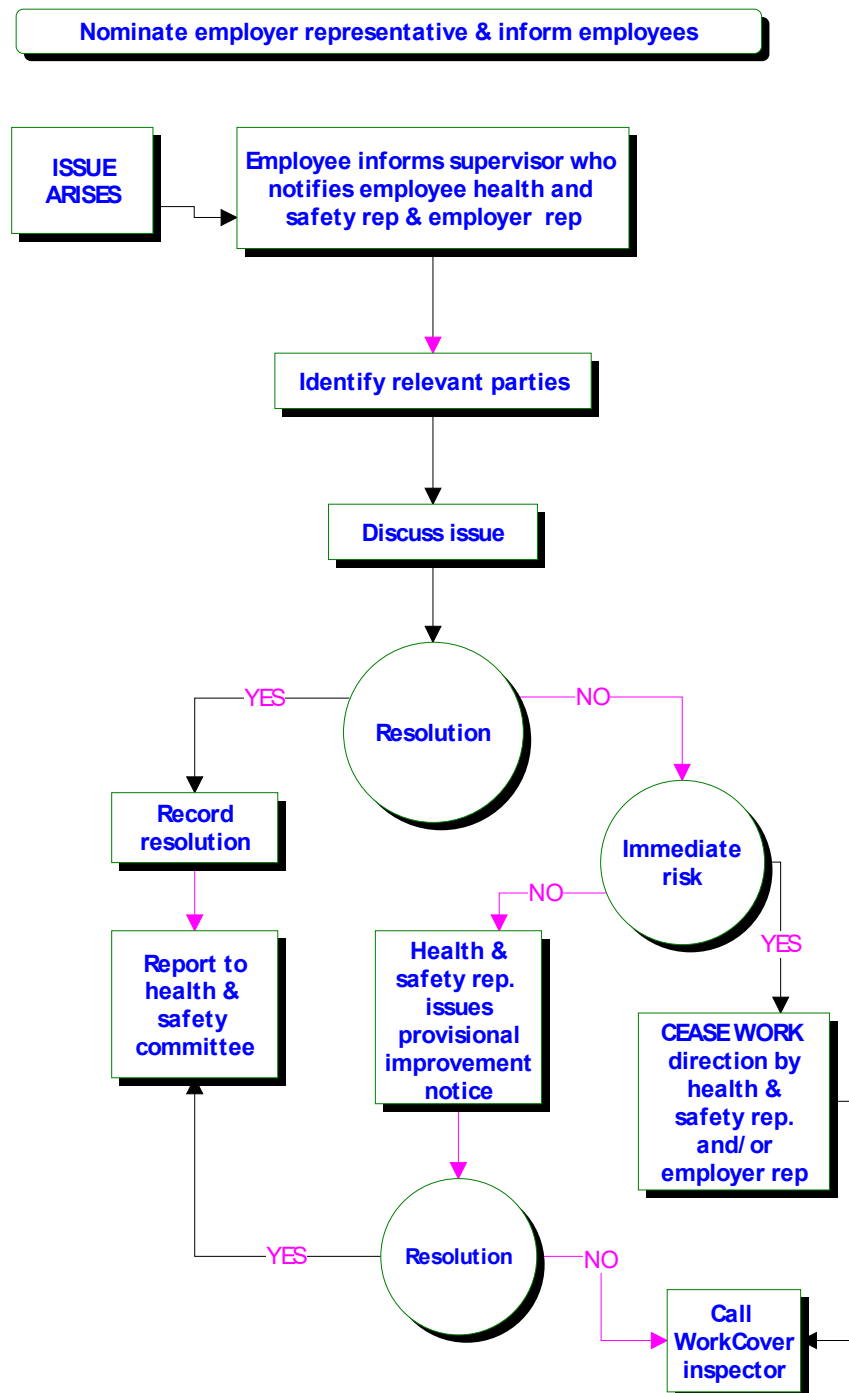 Nominate employer representative & inform employees
ISSUE
ARISES
Employee informs supervisor who
notifies employee health and
safety rep & employer rep
Identify relevant parties
Discuss issue
Resolution
YES
NO
Record
resolution
Immediate
risk
NO
YES
Report to
health &
safety
committee
Health &
safety rep.
issues
provisional
improvement
notice
CEASE WORK
direction by
health &
safety rep.
and/ or
employer rep
Resolution
YES
NO
Call
WorkCover
inspector